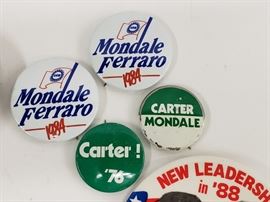 Mondale
Ferraro
1984
Mondale
Ferraro
1984
CARTER
MONDALE
Carter!
'76
NEW LEADERSH
in '88